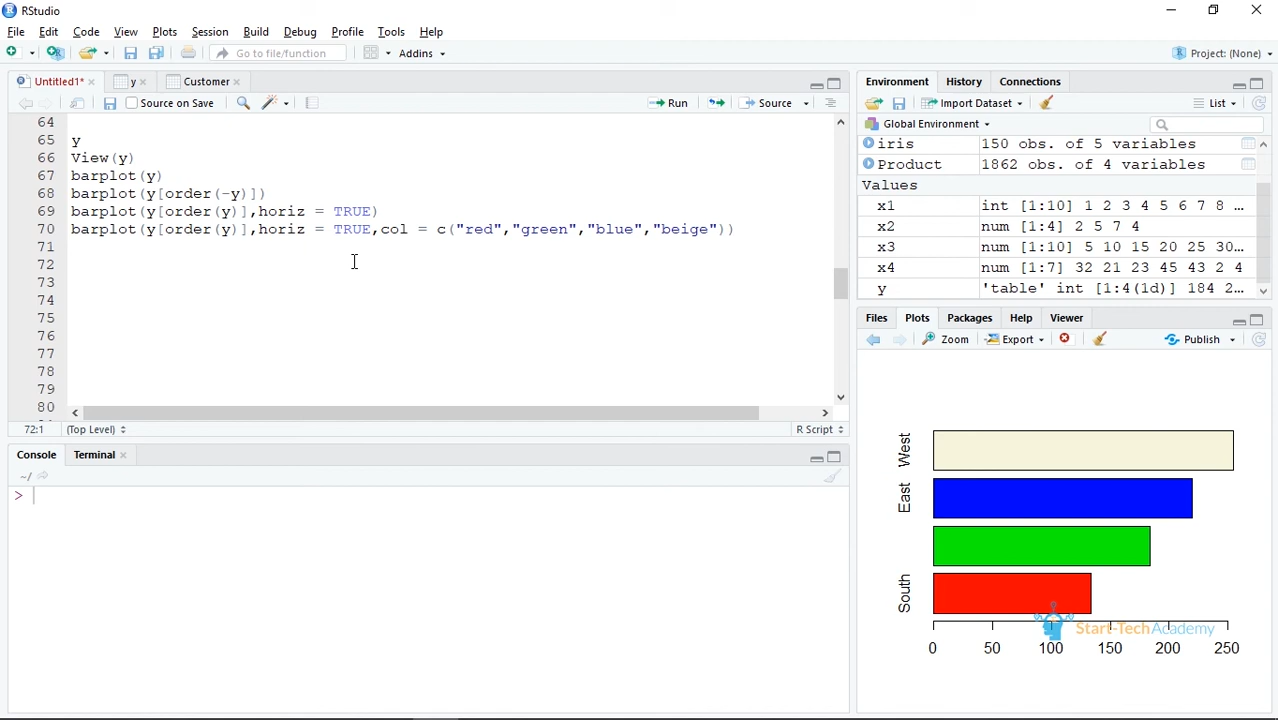 RStudio
File Edit Code View Plots Session Build Debug Profile Tools Help
Go to file/function Addins Project: (None)
Untitled1* y Customer
Source on Save Run Source
64
65 y
66 View(y)
67 barplot(y)
68 barplot(y[order(-y)])
69 barplot(y[order(y)],horiz = TRUE)
70 barplot(y[order(y)],horiz = TRUE,col = c("red","green","blue","beige"))
71
72
73
74
75
76
77
78
79
80
72:1 (Top Level) R Script
Console Terminal
~/
>
Environment History Connections
Import Dataset List
Global Environment
iris 150 obs. of 5 variables
Product 1862 obs. of 4 variables
Values
x1 int [1:10] 1 2 3 4 5 6 7 8 …
x2 num [1:4] 2 5 7 4
x3 num [1:10] 5 10 15 20 25 30…
x4 num [1:7] 32 21 23 45 43 2 4
y 'table' int [1:4(1d)] 184 2…
Files Plots Packages Help Viewer
Zoom Export Publish
West
East
South
Start-TechAcademy
0 50 100 150 200 250